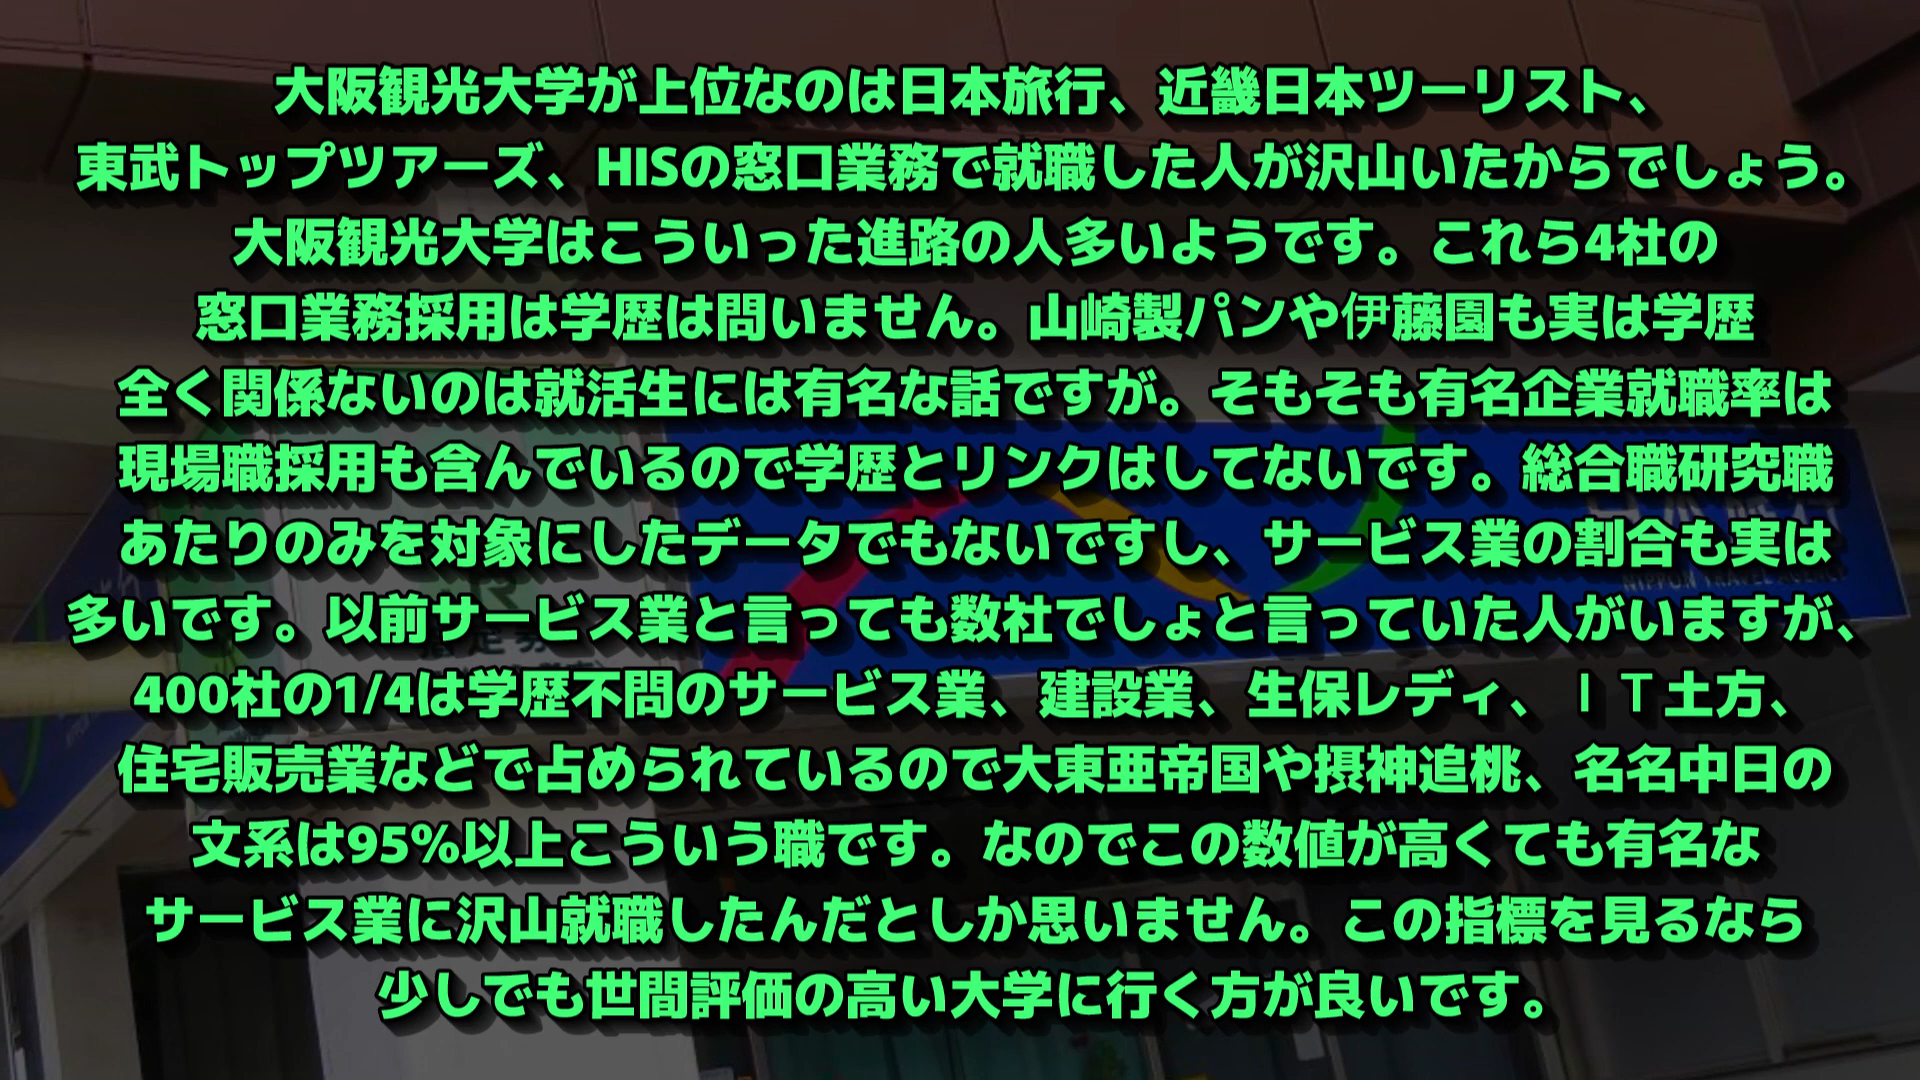 大阪観光大学が上位なのは日本旅行、近畿日本ツーリスト、
東武トップツアーズ、HISの窓口業務で就職した人が沢山いたからでしょう。
大阪観光大学はこういった進路の人多いようです。これら4社の
窓口業務採用は学歴は問いません。山崎製パンや伊藤園も実は学歴
全く関係ないのは就活生には有名な話ですが。そもそも有名企業就職率は
現場職採用も含んでいるので学歴とリンクはしてないです。総合職研究職
あたりのみを対象にしたデータでもないですし、サービス業の割合も実は
多いです。以前サービス業と言っても数社でしょと言っていた人がいますが、
400社の1/4は学歴不問のサービス業、建設業、生保レディ、ＩＴ土方、
住宅販売業などで占められているので大東亜帝国や摂神追桃、名名中日の
文系は95%以上こういう職です。なのでこの数値が高くても有名な
サービス業に沢山就職したんだとしか思いません。この指標を見るなら
少しでも世間評価の高い大学に行く方が良いです。
NIPPON TRAVEL AGENCY